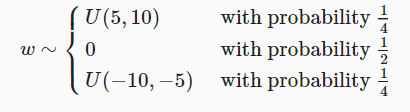 U(5, 10) with probability 1/4
w ∼ { 0 with probability 1/2
U(−10, −5) with probability 1/4